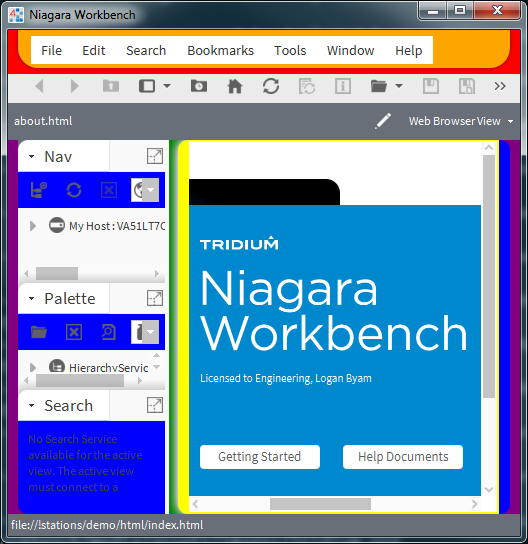 Niagara Workbench
File Edit Search Bookmarks Tools Window Help
about.html
Web Browser View
Nav
My Host : VA51LT7C
Palette
HierarchyServic
Search
No Search Service
available for the active
view. The active view
must connect to a
TRIDIUM
Niagara
Workbench
Licensed to Engineering, Logan Byam
Getting Started
Help Documents
file://!stations/demo/html/index.html